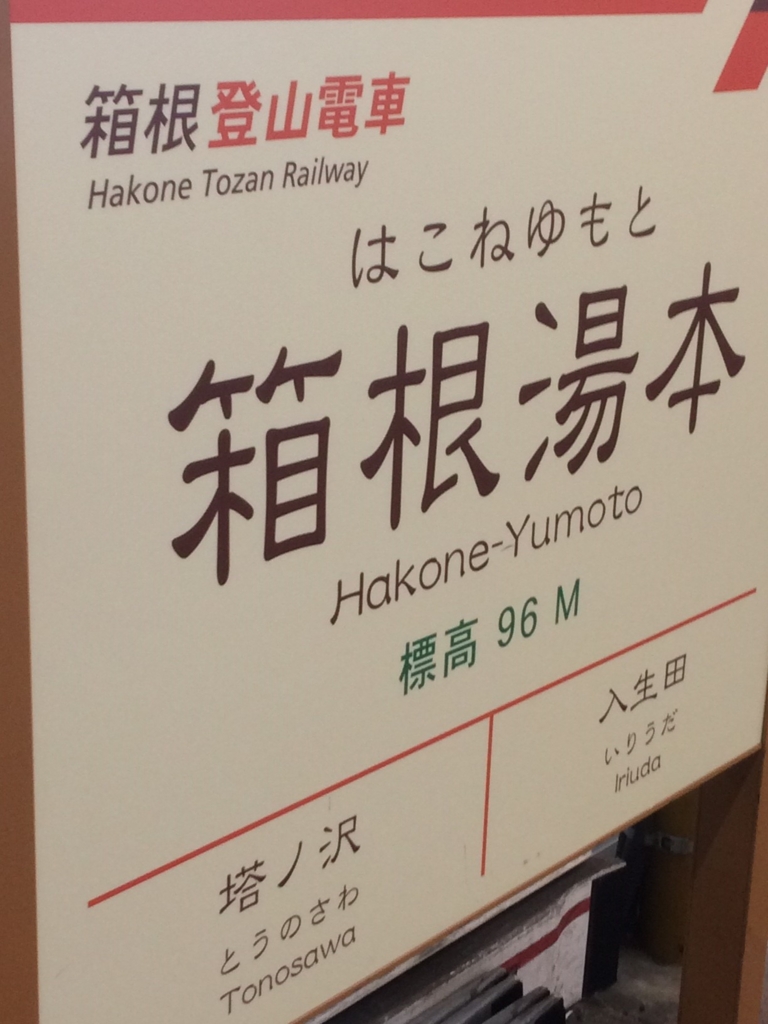 箱根登山電車
Hakone Tozan Railway
はこねゆもと
箱根湯本
Hakone-Yumoto
標高 96 M
塔ノ沢
とうのさわ
Tonosawa
入生田
いりうだ
Iriuda